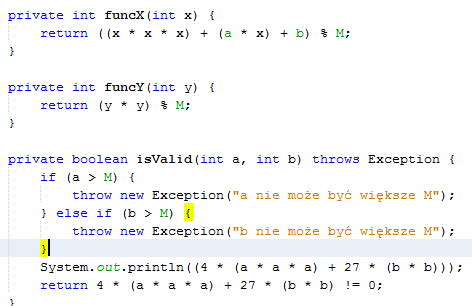 private int funcX(int x) {
return ((x * x * x) + (a * x) + b) % M;
}
private int funcY(int y) {
return (y * y) % M;
}
private boolean isValid(int a, int b) throws Exception {
if (a > M) {
throw new Exception("a nie może być większe M");
} else if (b > M) {
throw new Exception("b nie może być większe M");
}
System.out.println((4 * (a * a * a) + 27 * (b * b)));
return 4 * (a * a * a) + 27 * (b * b) != 0;
}